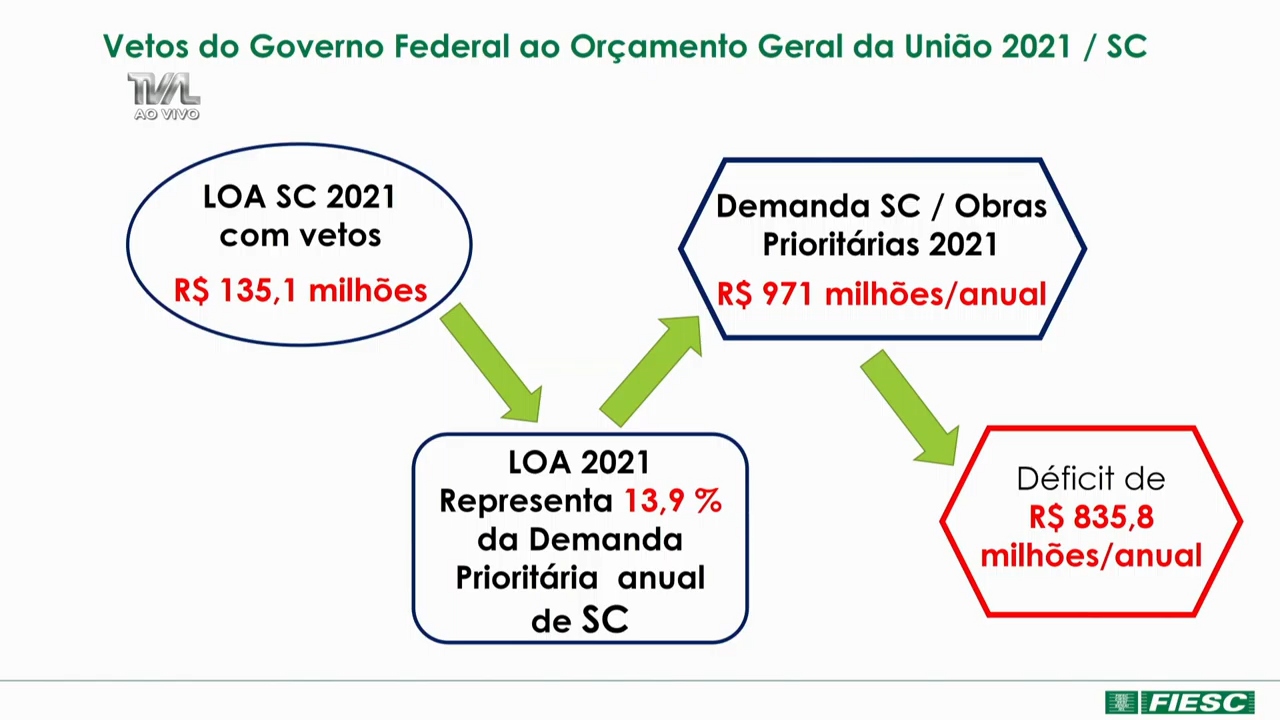 Vetos do Governo Federal ao Orçamento Geral da União 2021 / SC
TVAL
AO VIVO
LOA SC 2021
com vetos
R$ 135,1 milhões
Demanda SC / Obras
Prioritárias 2021
R$ 971 milhões/anual
LOA 2021
Representa 13,9 %
da Demanda
Prioritária anual
de SC
Déficit de
R$ 835,8
milhões/anual
FIESC